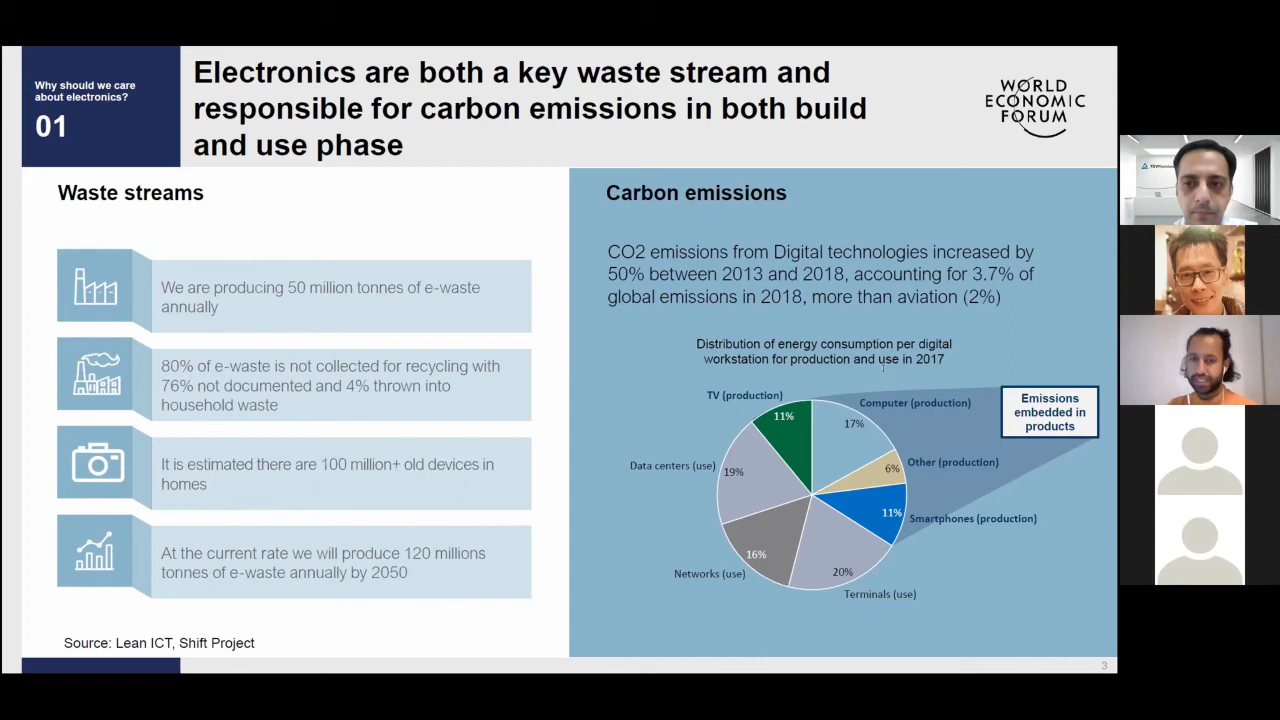 Why should we care
about electronics?
01
Electronics are both a key waste stream and
responsible for carbon emissions in both build
and use phase
WORLD
ECONOMIC
FORUM
Waste streams
We are producing 50 million tonnes of e-waste
annually
80% of e-waste is not collected for recycling with
76% not documented and 4% thrown into
household waste
It is estimated there are 100 million+ old devices in
homes
At the current rate we will produce 120 millions
tonnes of e-waste annually by 2050
Source: Lean ICT, Shift Project
Carbon emissions
CO2 emissions from Digital technologies increased by
50% between 2013 and 2018, accounting for 3.7% of
global emissions in 2018, more than aviation (2%)
Distribution of energy consumption per digital
workstation for production and use in 2017
TV (production)
11%
Computer (production)
17%
Other (production)
6%
Smartphones (production)
11%
Terminals (use)
20%
Networks (use)
16%
Data centers (use)
19%
Emissions
embedded in
products
3